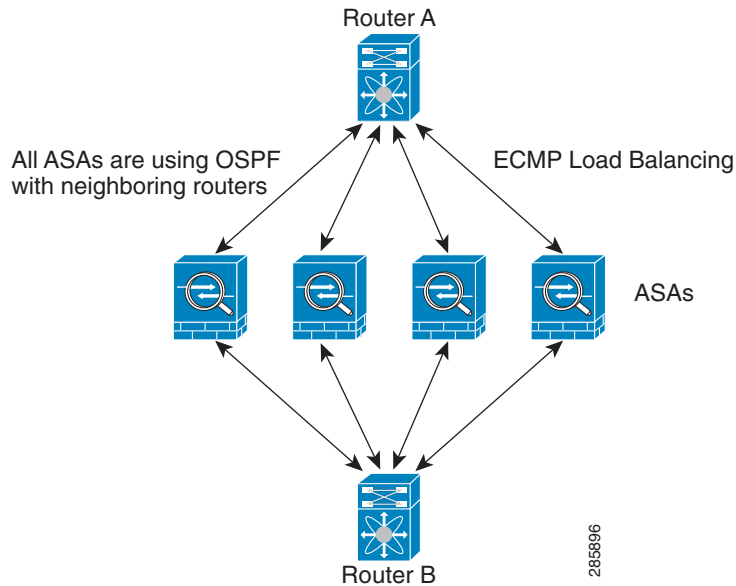 Router A
All ASAs are using OSPF
with neighboring routers
ECMP Load Balancing
ASAs
Router B
285896